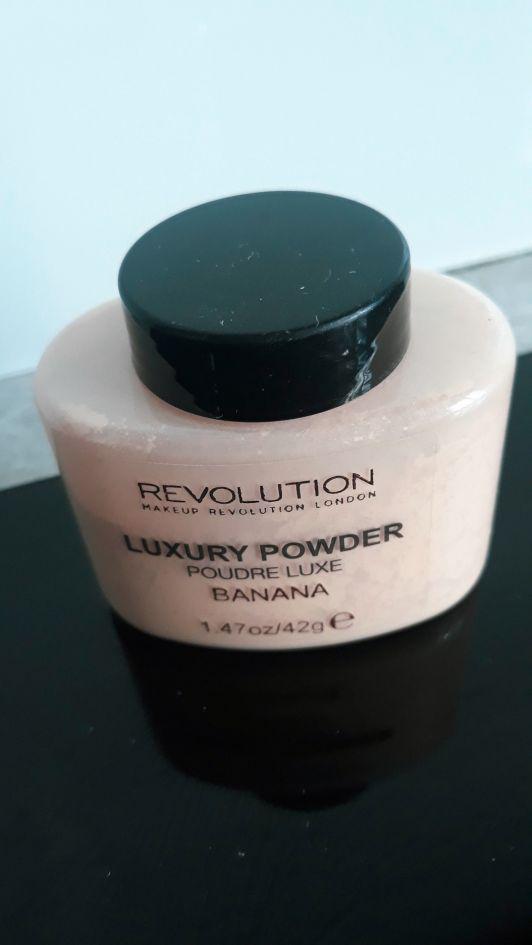 REVOLUTION
MAKEUP REVOLUTION LONDON
LUXURY POWDER
POUDRE LUXE
BANANA
1.47oz/42g ℮